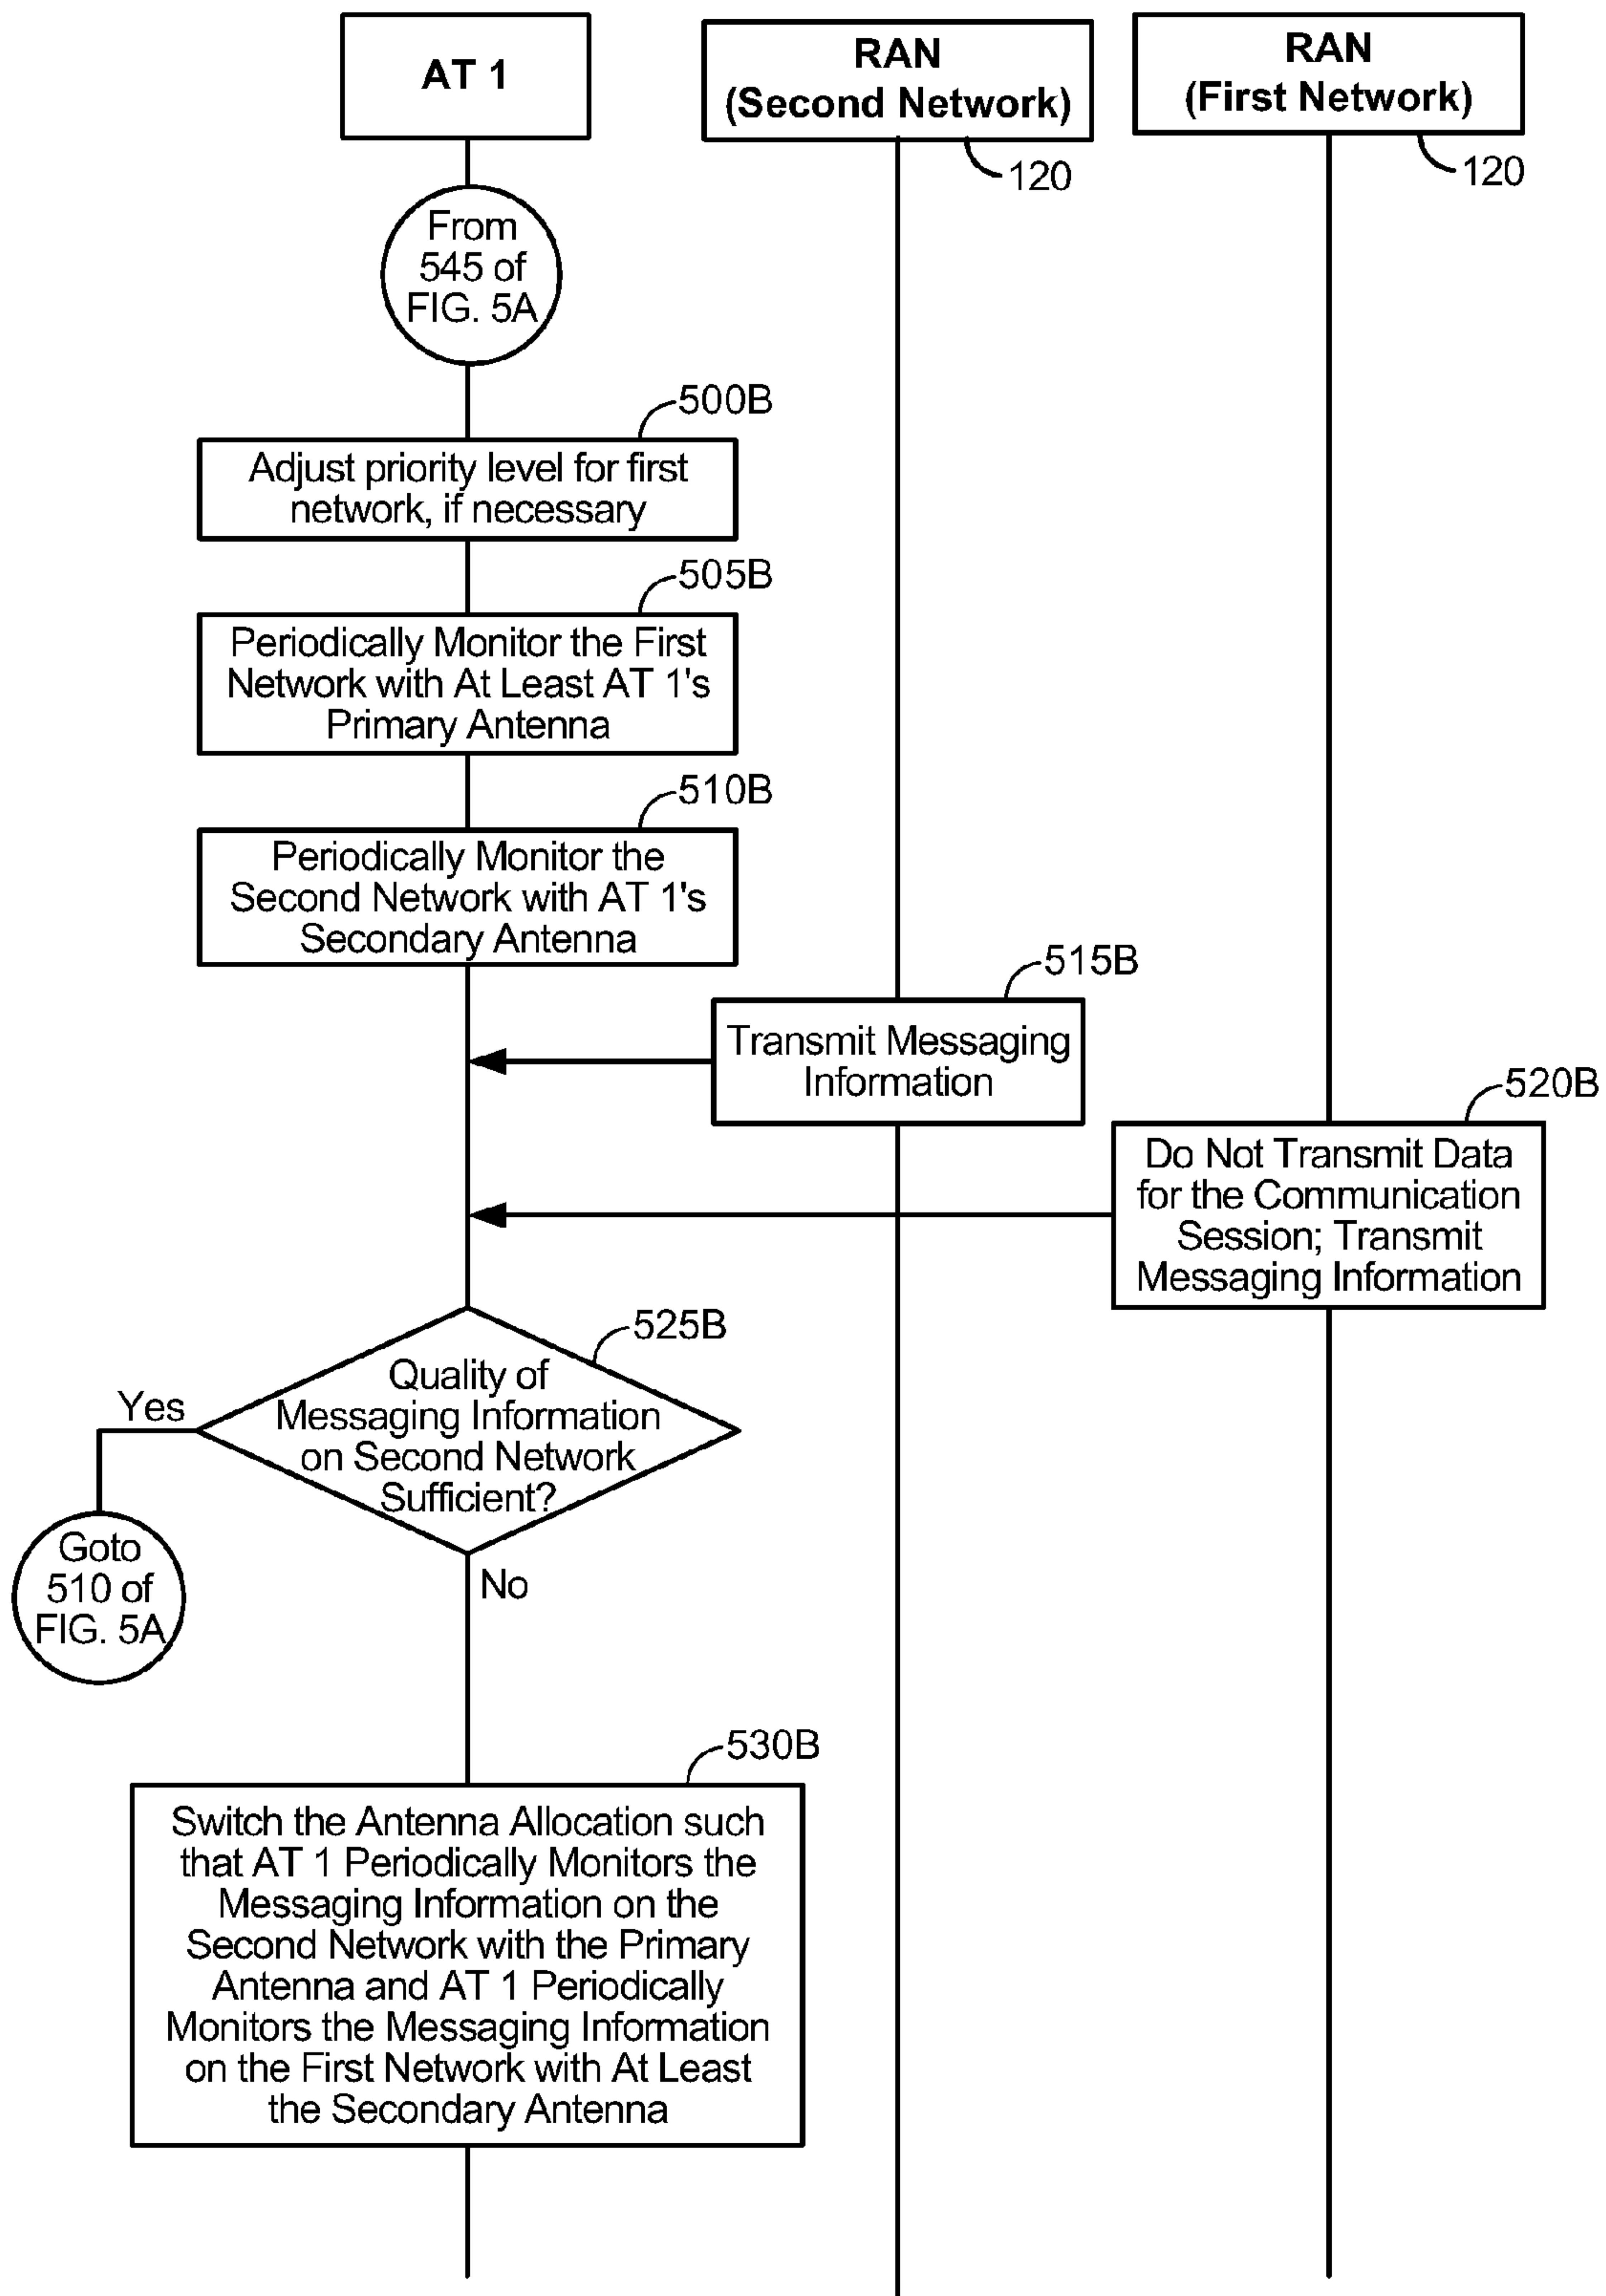 AT 1
RAN
(Second Network)
120
RAN
(First Network)
120
From
545 of
FIG. 5A
500B
Adjust priority level for first
network, if necessary
505B
Periodically Monitor the First
Network with At Least AT 1's
Primary Antenna
510B
Periodically Monitor the
Second Network with AT 1's
Secondary Antenna
515B
Transmit Messaging
Information
520B
Do Not Transmit Data
for the Communication
Session; Transmit
Messaging Information
525B
Quality of
Messaging Information
on Second Network
Sufficient?
Yes
Goto
510 of
FIG. 5A
No
530B
Switch the Antenna Allocation such
that AT 1 Periodically Monitors the
Messaging Information on the
Second Network with the Primary
Antenna and AT 1 Periodically
Monitors the Messaging Information
on the First Network with At Least
the Secondary Antenna